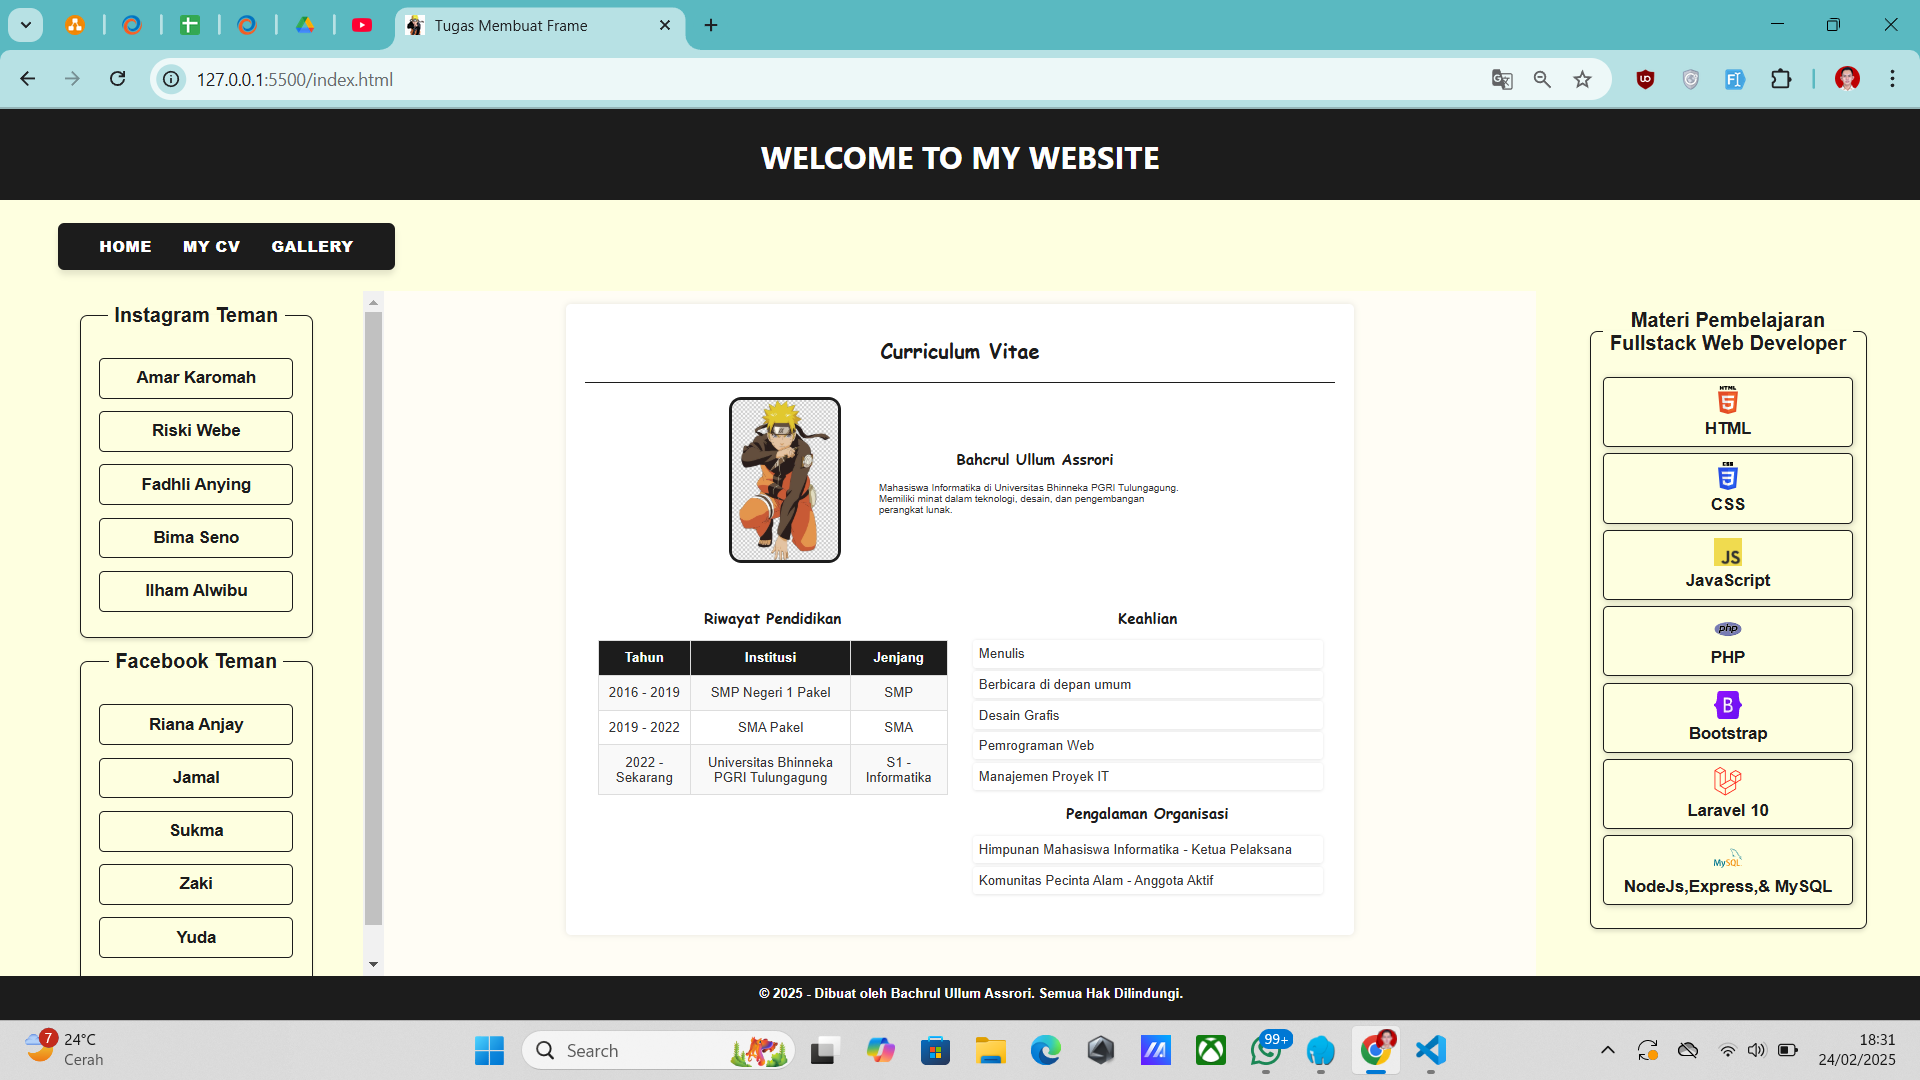 Tugas Membuat Frame
127.0.0.1:5500/index.html
WELCOME TO MY WEBSITE
HOME MY CV GALLERY
Instagram Teman
Amar Karomah
Riski Webe
Fadhli Anying
Bima Seno
Ilham Alwibu
Facebook Teman
Riana Anjay
Jamal
Sukma
Zaki
Yuda
Curriculum Vitae
Bahcrul Ullum Assrori
Mahasiswa Informatika di Universitas Bhinneka PGRI Tulungagung.
Memiliki minat dalam teknologi, desain, dan pengembangan
perangkat lunak.
Riwayat Pendidikan
Tahun Institusi Jenjang
2016 - 2019 SMP Negeri 1 Pakel SMP
2019 - 2022 SMA Pakel SMA
2022 - Sekarang Universitas Bhinneka PGRI Tulungagung S1 - Informatika
Keahlian
Menulis
Berbicara di depan umum
Desain Grafis
Pemrograman Web
Manajemen Proyek IT
Pengalaman Organisasi
Himpunan Mahasiswa Informatika - Ketua Pelaksana
Komunitas Pecinta Alam - Anggota Aktif
Materi Pembelajaran
Fullstack Web Developer
HTML
5
HTML
CSS
3
CSS
JS
JavaScript
php
PHP
B
Bootstrap
Laravel 10
MySQL
NodeJs,Express,& MySQL
© 2025 - Dibuat oleh Bachrul Ullum Assrori. Semua Hak Dilindungi.
7
24°C
Cerah
Search
99+
18:31
24/02/2025